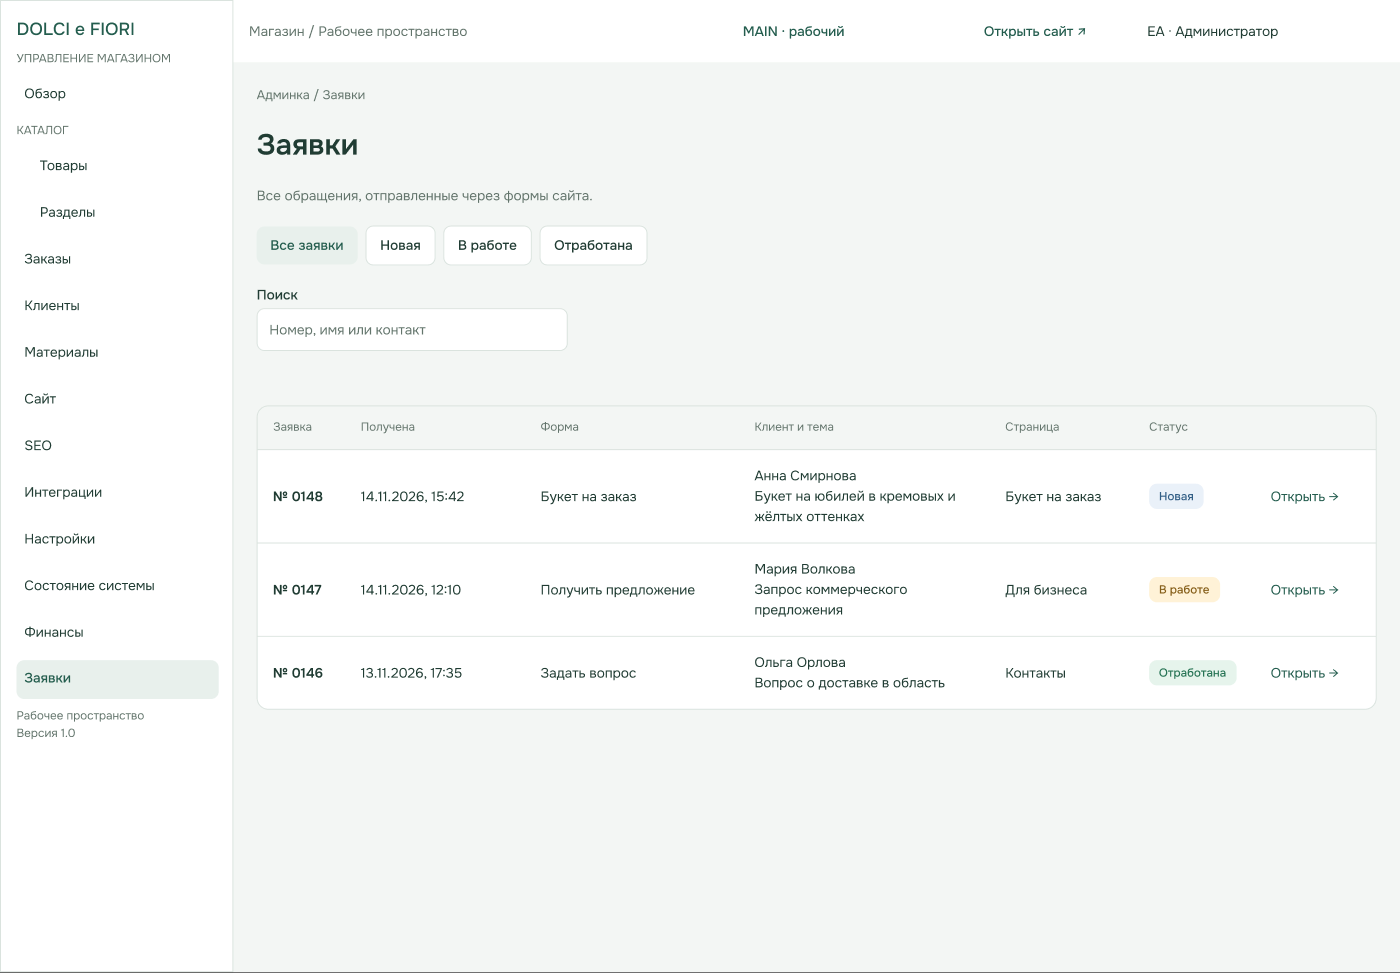 DOLCI e FIORI
УПРАВЛЕНИЕ МАГАЗИНОМ
Обзор
КАТАЛОГ
Товары
Разделы
Заказы
Клиенты
Материалы
Сайт
SEO
Интеграции
Настройки
Состояние системы
Финансы
Заявки
Рабочее пространство
Версия 1.0
Магазин / Рабочее пространство
MAIN · рабочий
Открыть сайт ↗
ЕА · Администратор
Админка / Заявки
Заявки
Все обращения, отправленные через формы сайта.
Все заявки
Новая
В работе
Отработана
Поиск
Номер, имя или контакт
Заявка Получена Форма Клиент и тема Страница Статус
Анна Смирнова
№ 0148 14.11.2026, 15:42 Букет на заказ Букет на юбилей в кремовых и Букет на заказ Новая Открыть →
жёлтых оттенках
Мария Волкова
№ 0147 14.11.2026, 12:10 Получить предложение Запрос коммерческого Для бизнеса В работе Открыть →
предложения
Ольга Орлова
№ 0146 13.11.2026, 17:35 Задать вопрос Вопрос о доставке в область Контакты Отработана Открыть →